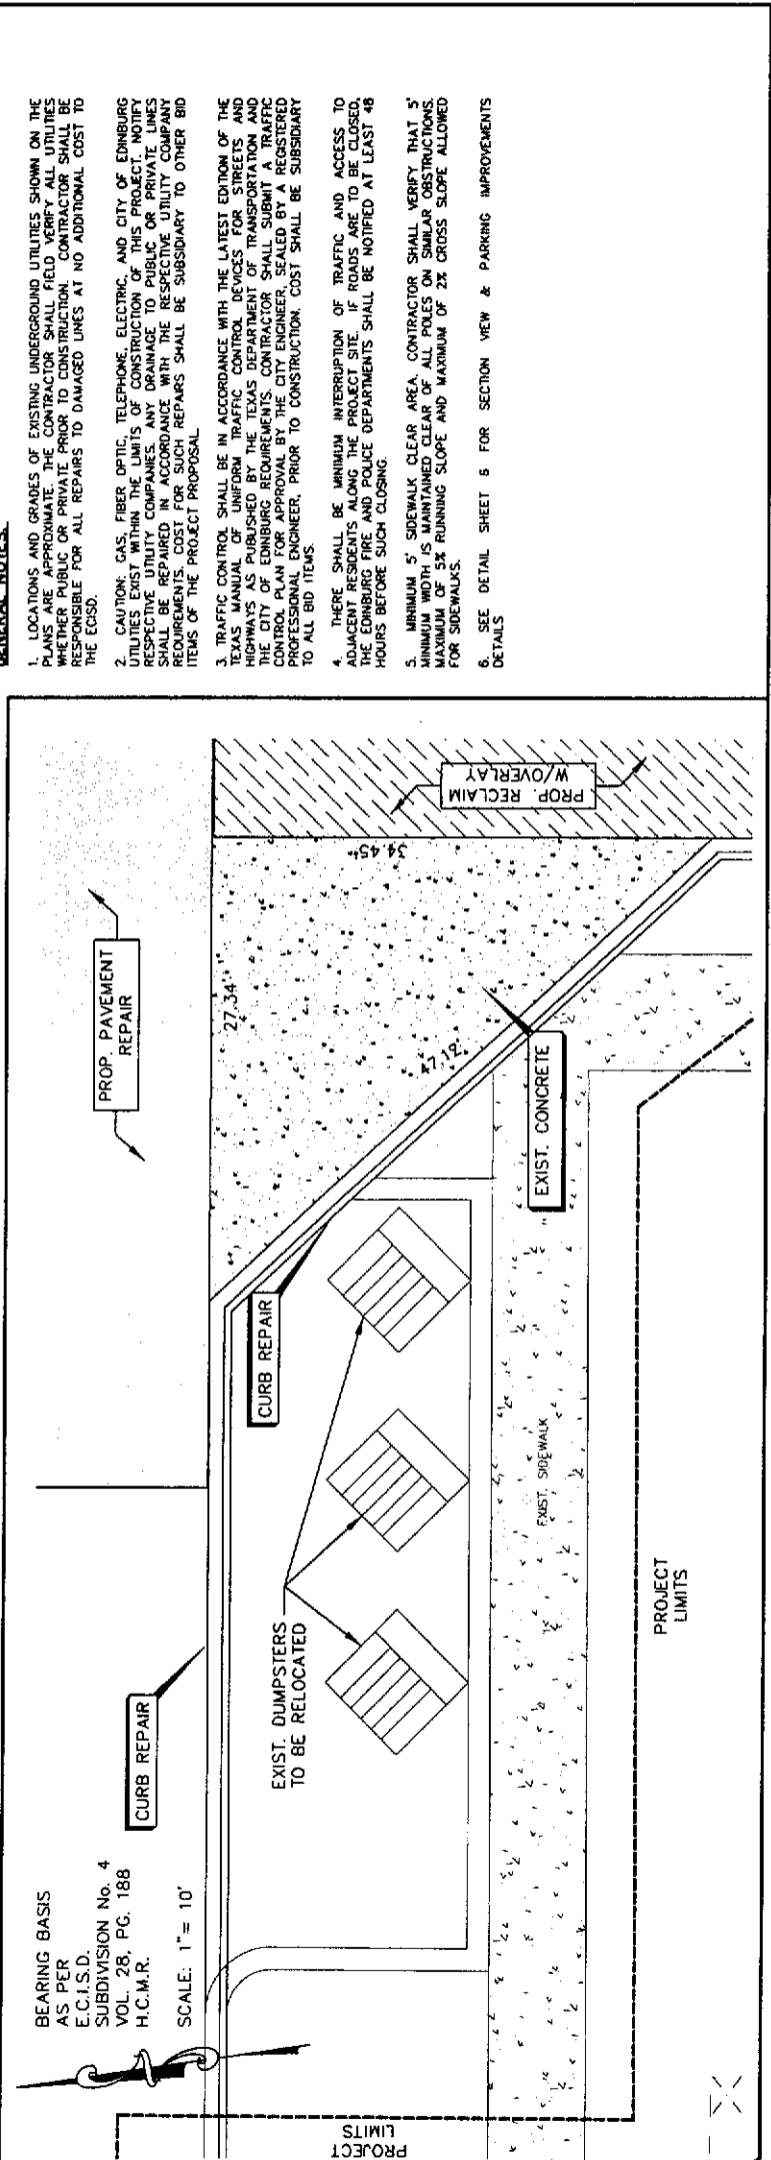 GENERAL NOTES:
1. LOCATIONS AND GRADES OF EXISTING UNDERGROUND UTILITIES SHOWN ON THE
PLANS ARE APPROXIMATE. THE CONTRACTOR SHALL FIELD VERIFY ALL UTILITIES
WHETHER PUBLIC OR PRIVATE PRIOR TO CONSTRUCTION. CONTRACTOR SHALL BE
RESPONSIBLE FOR ALL REPAIRS TO DAMAGED LINES AT NO ADDITIONAL COST TO
THE ECISD.
2. CAUTION: GAS, FIBER OPTIC, TELEPHONE, ELECTRIC, AND CITY OF EDINBURG
UTILITIES EXIST WITHIN THE LIMITS OF CONSTRUCTION OF THIS PROJECT. NOTIFY
RESPECTIVE UTILITY COMPANIES. ANY DRAINAGE TO PUBLIC OR PRIVATE LINES
SHALL BE REPAIRED IN ACCORDANCE WITH THE RESPECTIVE UTILITY COMPANY
REQUIREMENTS. COST FOR SUCH REPAIRS SHALL BE SUBSIDIARY TO OTHER BID
ITEMS OF THE PROJECT PROPOSAL
3. TRAFFIC CONTROL SHALL BE IN ACCORDANCE WITH THE LATEST EDITION OF THE
TEXAS MANUAL OF UNIFORM TRAFFIC CONTROL DEVICES FOR STREETS AND
HIGHWAYS AS PUBLISHED BY THE TEXAS DEPARTMENT OF TRANSPORTATION AND
THE CITY OF EDINBURG REQUIREMENTS. CONTRACTOR SHALL SUBMIT A TRAFFIC
CONTROL PLAN FOR APPROVAL BY THE CITY ENGINEER, SEALED BY A REGISTERED
PROFESSIONAL ENGINEER, PRIOR TO CONSTRUCTION. COST SHALL BE SUBSIDIARY
TO ALL BID ITEMS.
4. THERE SHALL BE MINIMUM INTERRUPTION OF TRAFFIC AND ACCESS TO
ADJACENT RESIDENTS ALONG THE PROJECT SITE. IF ROADS ARE TO BE CLOSED,
THE EDINBURG FIRE AND POLICE DEPARTMENTS SHALL BE NOTIFIED AT LEAST 48
HOURS BEFORE SUCH CLOSING.
5. MINIMUM 5' SIDEWALK CLEAR AREA. CONTRACTOR SHALL VERIFY THAT 5'
MINIMUM WIDTH IS MAINTAINED CLEAR OF ALL POLES ON SIMILAR OBSTRUCTIONS.
MAXIMUM OF 5% RUNNING SLOPE AND MAXIMUM OF 2% CROSS SLOPE ALLOWED
FOR SIDEWALKS.
6. SEE DETAIL SHEET 5 FOR SECTION VIEW & PARKING IMPROVEMENTS
DETAILS
BEARING BASIS
AS PER
E.C.I.S.D.
SUBDIVISION No. 4
VOL. 28, PG. 188
H.C.M.R.
SCALE: 1"= 10'
CURB REPAIR
PROP. PAVEMENT
REPAIR
27.34'
34.45'
47.12'
PROP. RECLAIM
W/OVERLAY
CURB REPAIR
EXIST. DUMPSTERS
TO BE RELOCATED
EXIST. CONCRETE
EXIST. SIDEWALK
PROJECT
LIMITS
PROJECT
LIMITS